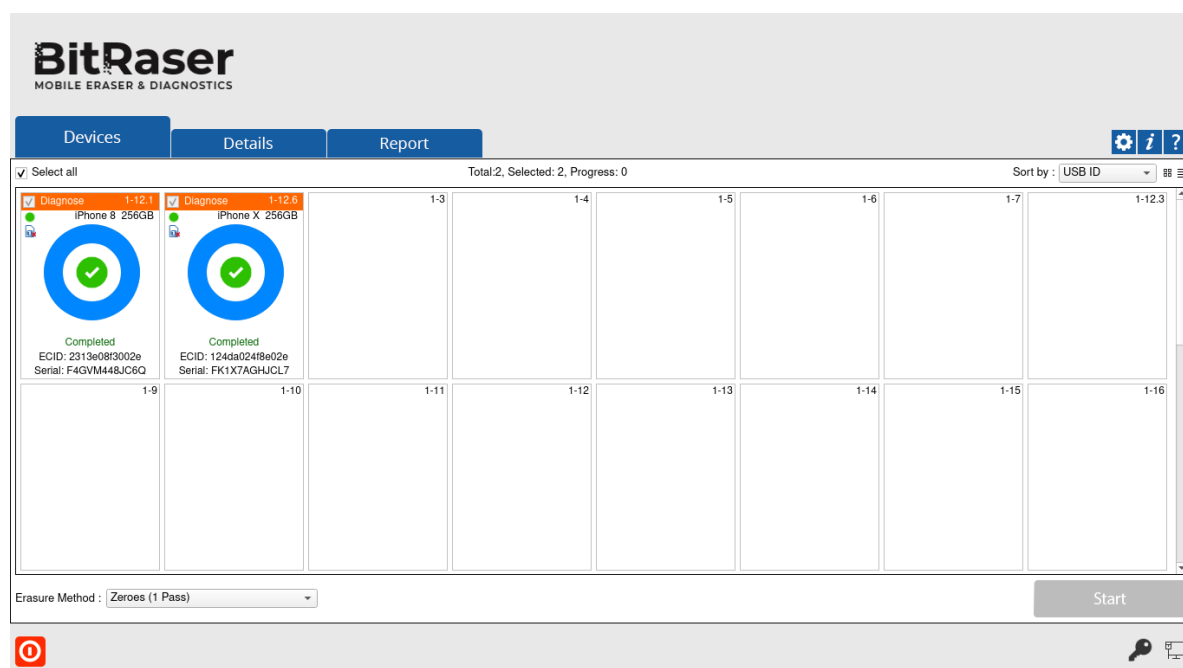 BitRaser
MOBILE ERASER & DIAGNOSTICS
Devices
Details
Report
i
?
Select all
Total:2, Selected: 2, Progress: 0
Sort by : USB ID
Diagnose 1-12.1
iPhone 8 256GB
Completed
ECID: 2313e08f3002e
Serial: F4GVM448JC6Q
Diagnose 1-12.6
iPhone X 256GB
Completed
ECID: 124da024f8e02e
Serial: FK1X7AGHJCL7
1-3
1-4
1-5
1-6
1-7
1-12.3
1-9
1-10
1-11
1-12
1-13
1-14
1-15
1-16
Erasure Method : Zeroes (1 Pass)
Start